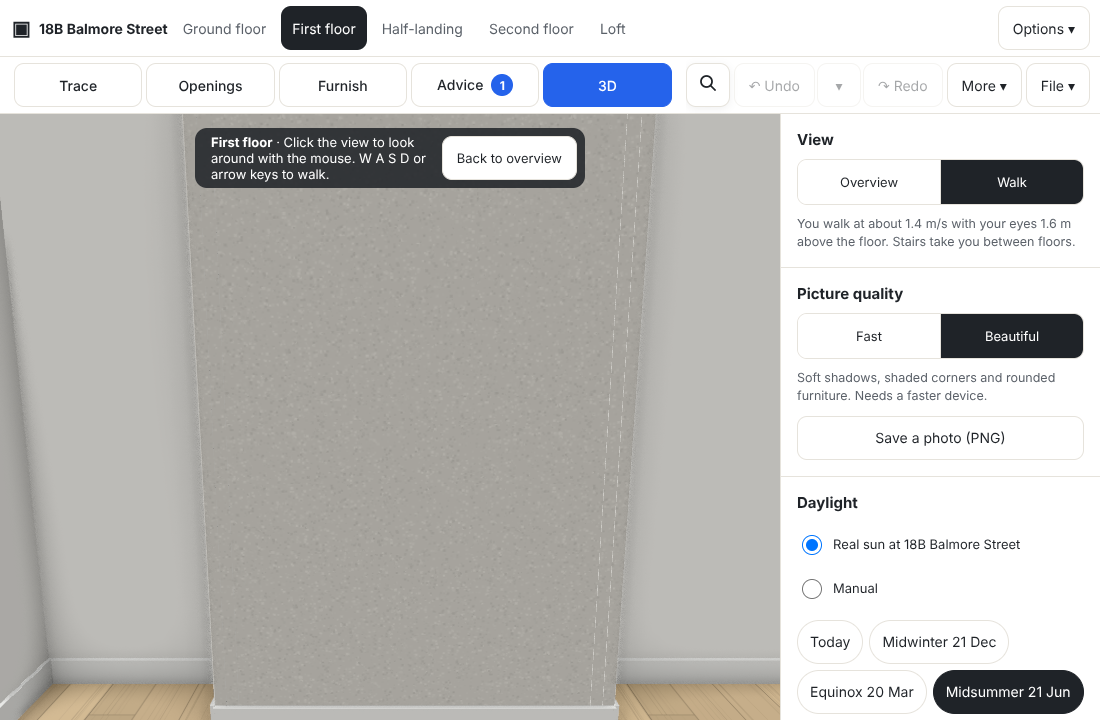 18B Balmore Street
Ground floor
First floor
Half-landing
Second floor
Loft
Options ▾
Trace
Openings
Furnish
Advice 1
3D
↶ Undo
▾
↷ Redo
More ▾
File ▾
First floor · Click the view to look
around with the mouse. W A S D or
arrow keys to walk.
Back to overview
View
Overview
Walk
You walk at about 1.4 m/s with your eyes 1.6 m
above the floor. Stairs take you between floors.
Picture quality
Fast
Beautiful
Soft shadows, shaded corners and rounded
furniture. Needs a faster device.
Save a photo (PNG)
Daylight
Real sun at 18B Balmore Street
Manual
Today
Midwinter 21 Dec
Equinox 20 Mar
Midsummer 21 Jun